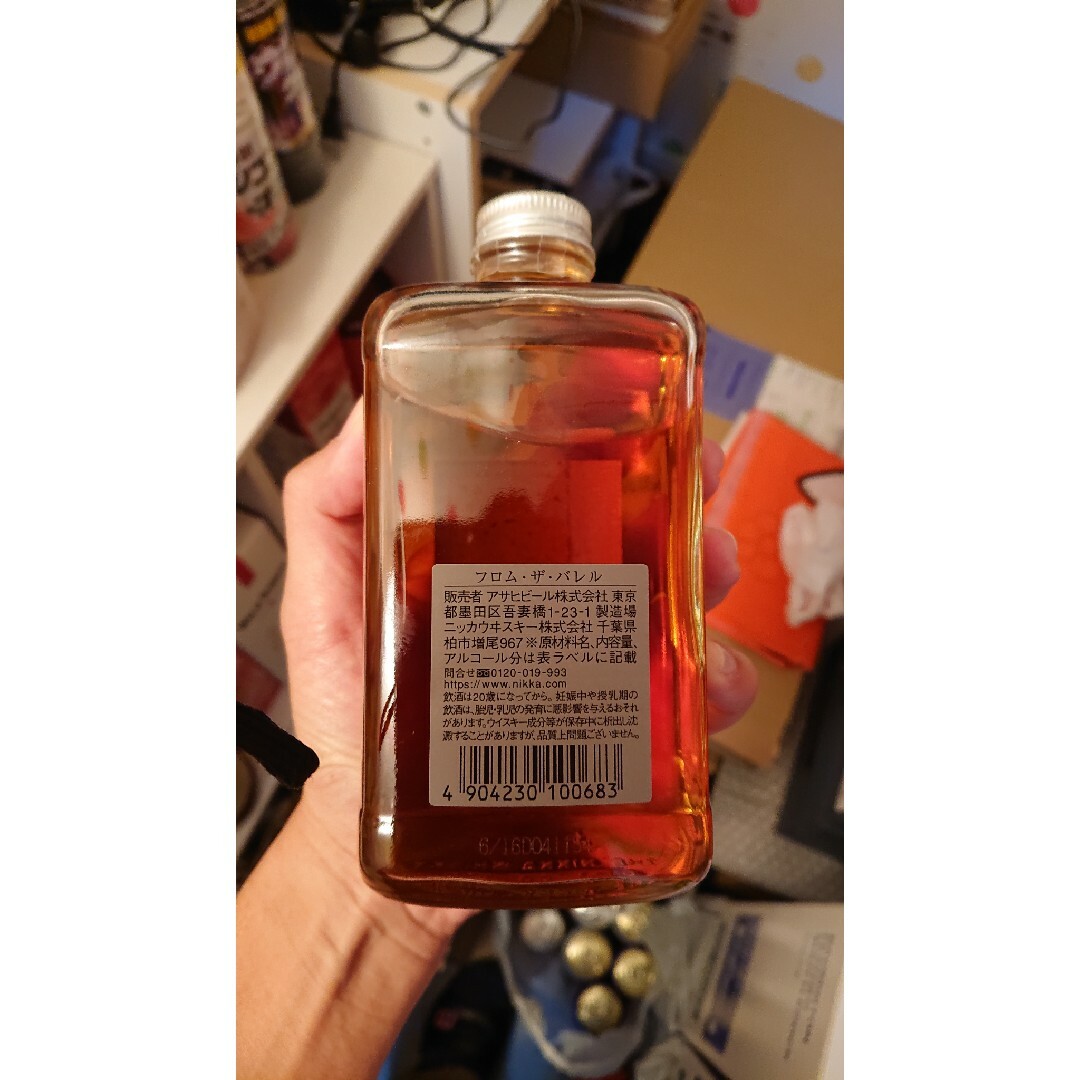 フロム・ザ・バレル
販売者 アサヒビール株式会社 東京
都墨田区吾妻橋1-23-1 製造場
ニッカウヰスキー株式会社 千葉県
柏市増尾967 ※原材料名、内容量、
アルコール分は表ラベルに記載
問合せ 0120-019-993
https://www.nikka.com
飲酒は20歳になってから。妊娠中や授乳期の
飲酒は、胎児・乳児の発育に悪影響を与えるおそれ
があります。ウイスキー成分等が保存中に析出し沈
澱することがありますが、品質上問題ございません。
4 904230 100683